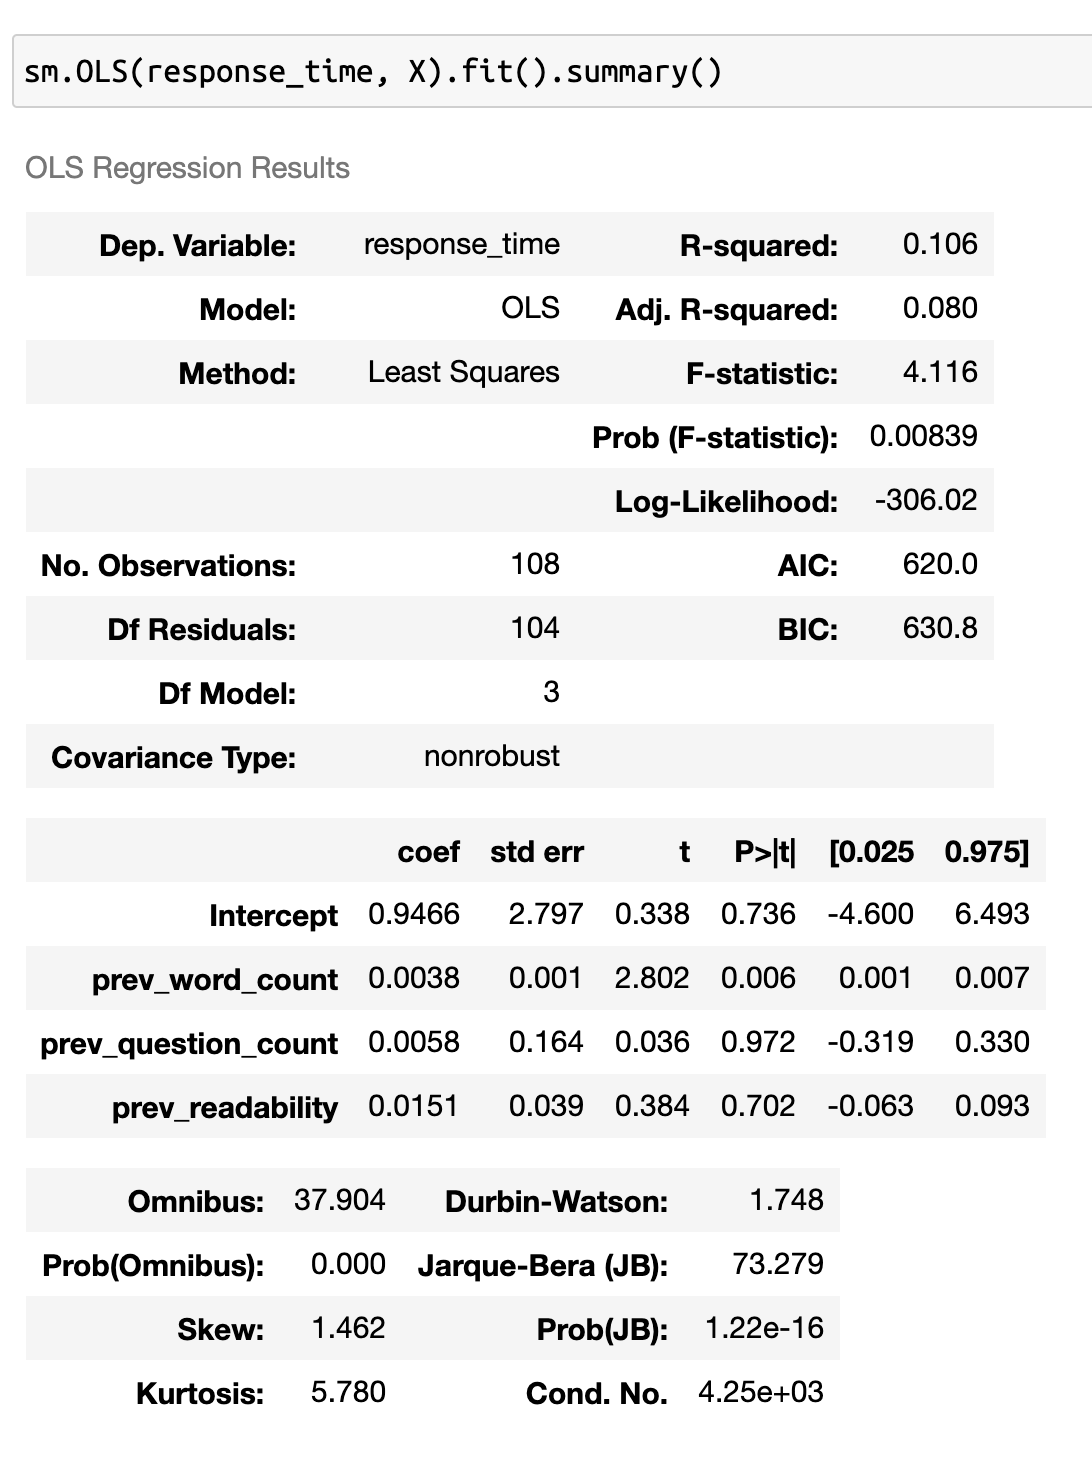 sm.OLS(response_time, X).fit().summary()
OLS Regression Results
Dep. Variable: response_time R-squared: 0.106
Model: OLS Adj. R-squared: 0.080
Method: Least Squares F-statistic: 4.116
Prob (F-statistic): 0.00839
Log-Likelihood: -306.02
No. Observations: 108 AIC: 620.0
Df Residuals: 104 BIC: 630.8
Df Model: 3
Covariance Type: nonrobust
coef std err t P>|t| [0.025 0.975]
Intercept 0.9466 2.797 0.338 0.736 -4.600 6.493
prev_word_count 0.0038 0.001 2.802 0.006 0.001 0.007
prev_question_count 0.0058 0.164 0.036 0.972 -0.319 0.330
prev_readability 0.0151 0.039 0.384 0.702 -0.063 0.093
Omnibus: 37.904 Durbin-Watson: 1.748
Prob(Omnibus): 0.000 Jarque-Bera (JB): 73.279
Skew: 1.462 Prob(JB): 1.22e-16
Kurtosis: 5.780 Cond. No. 4.25e+03